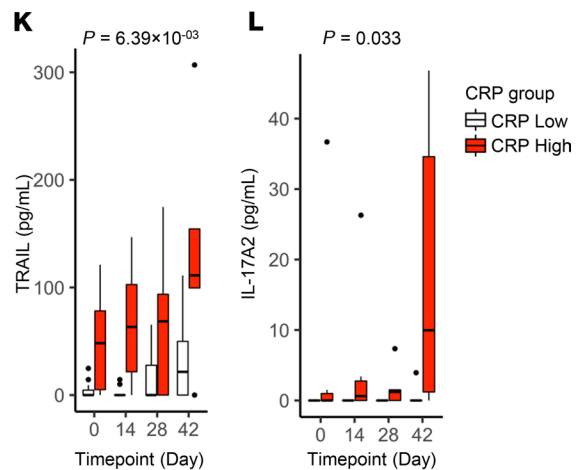 K
P = 6.39×10⁻⁰³
TRAIL (pg/mL)
300
200
100
0
0 14 28 42
Timepoint (Day)
L
P = 0.033
IL-17A2 (pg/mL)
40
30
20
10
0
0 14 28 42
Timepoint (Day)
CRP group
CRP Low
CRP High